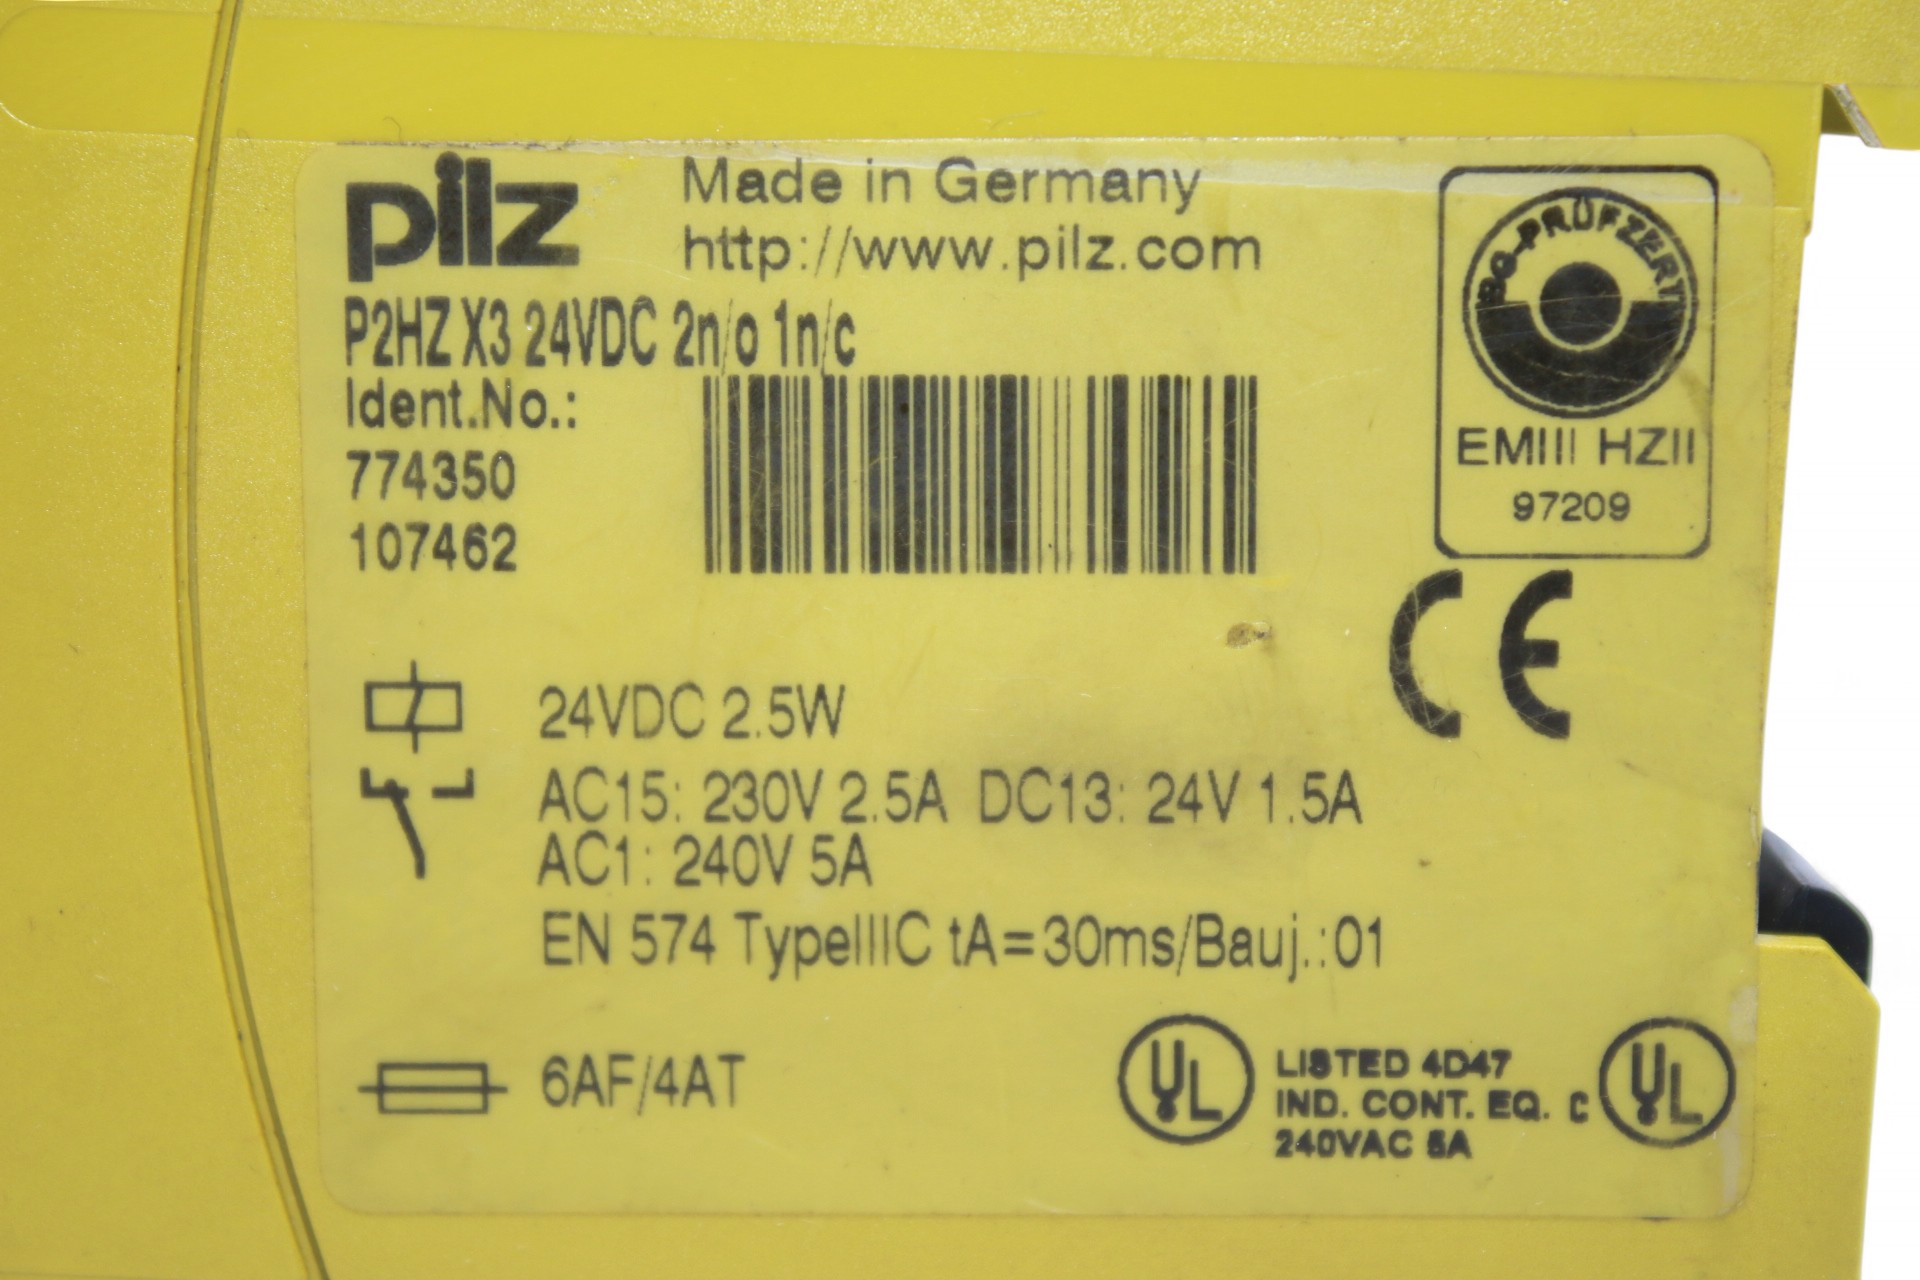 pilz
Made in Germany
http://www.pilz.com
P2HZ X3 24VDC 2n/o 1n/c
Ident.No.:
774350
107462
BG-PRÜFZERT
EMIII HZII
97209
CE
24VDC 2.5W
AC15: 230V 2.5A DC13: 24V 1.5A
AC1: 240V 5A
EN 574 TypeIIIC tA=30ms/Bauj.:01
6AF/4AT
UL
LISTED 4D47
IND. CONT. EQ.
240VAC 5A
C UL